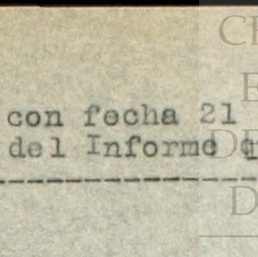 con fecha 21
del Informe